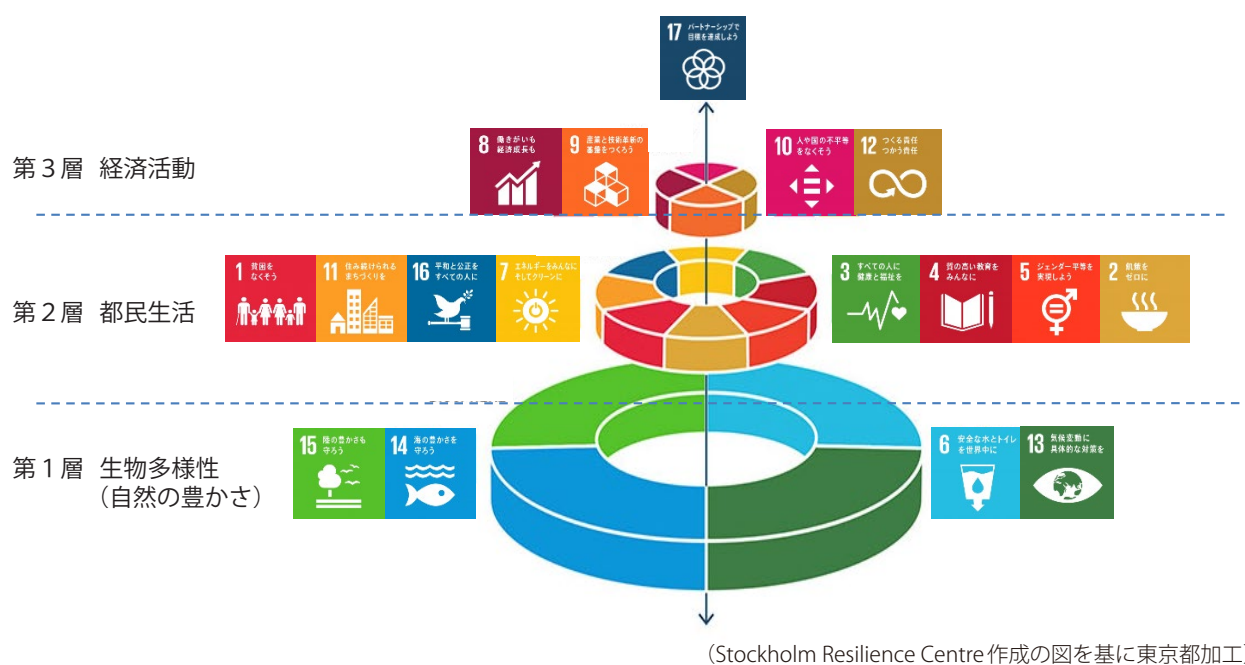 17 パートナーシップで
目標を達成しよう
8 働きがいも
経済成長も
9 産業と技術革新の
基盤をつくろう
10 人や国の不平等
をなくそう
12 つくる責任
つかう責任
第3層 経済活動
1 貧困を
なくそう
11 住み続けられる
まちづくりを
16 平和と公正を
すべての人に
7 エネルギーをみんなに
そしてクリーンに
3 すべての人に
健康と福祉を
4 質の高い教育を
みんなに
5 ジェンダー平等を
実現しよう
2 飢餓を
ゼロに
第2層 都民生活
15 陸の豊かさも
守ろう
14 海の豊かさを
守ろう
6 安全な水とトイレ
を世界中に
13 気候変動に
具体的な対策を
第1層 生物多様性
（自然の豊かさ）
（Stockholm Resilience Centre作成の図を基に東京都加工）